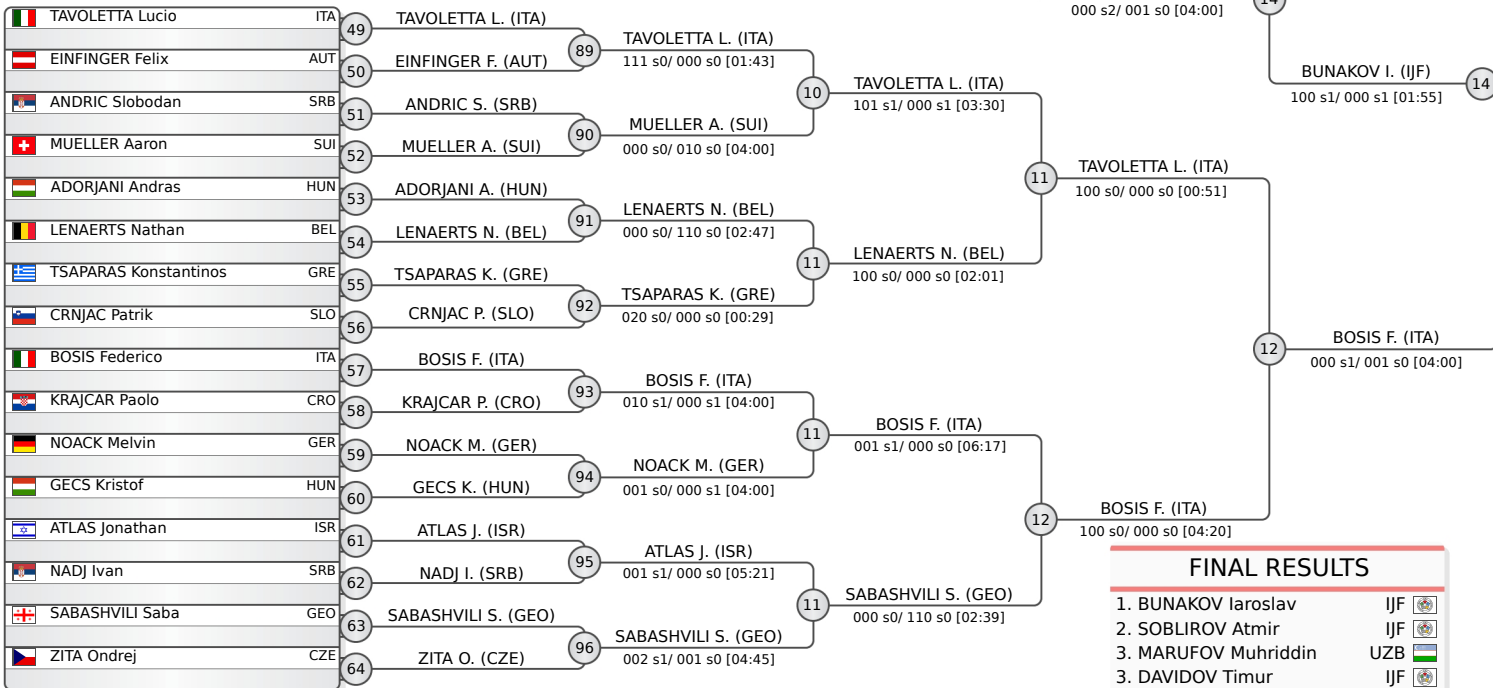 000 s2/ 001 s0 [04:00]
14
BUNAKOV I. (IJF)
100 s1/ 000 s1 [01:55]
14
TAVOLETTA Lucio ITA
49
TAVOLETTA L. (ITA)
EINFINGER Felix AUT
50
EINFINGER F. (AUT)
89
TAVOLETTA L. (ITA)
111 s0/ 000 s0 [01:43]
ANDRIC Slobodan SRB
51
ANDRIC S. (SRB)
MUELLER Aaron SUI
52
MUELLER A. (SUI)
90
MUELLER A. (SUI)
000 s0/ 010 s0 [04:00]
10
TAVOLETTA L. (ITA)
101 s1/ 000 s1 [03:30]
ADORJANI Andras HUN
53
ADORJANI A. (HUN)
LENAERTS Nathan BEL
54
LENAERTS N. (BEL)
91
LENAERTS N. (BEL)
000 s0/ 110 s0 [02:47]
TSAPARAS Konstantinos GRE
55
TSAPARAS K. (GRE)
CRNJAC Patrik SLO
56
CRNJAC P. (SLO)
92
TSAPARAS K. (GRE)
020 s0/ 000 s0 [00:29]
11
LENAERTS N. (BEL)
100 s0/ 000 s0 [02:01]
11
TAVOLETTA L. (ITA)
100 s0/ 000 s0 [00:51]
BOSIS Federico ITA
57
BOSIS F. (ITA)
KRAJCAR Paolo CRO
58
KRAJCAR P. (CRO)
93
BOSIS F. (ITA)
010 s1/ 000 s1 [04:00]
NOACK Melvin GER
59
NOACK M. (GER)
GECS Kristof HUN
60
GECS K. (HUN)
94
NOACK M. (GER)
001 s0/ 000 s1 [04:00]
11
BOSIS F. (ITA)
001 s1/ 000 s0 [06:17]
ATLAS Jonathan ISR
61
ATLAS J. (ISR)
NADJ Ivan SRB
62
NADJ I. (SRB)
95
ATLAS J. (ISR)
001 s1/ 000 s0 [05:21]
SABASHVILI Saba GEO
63
SABASHVILI S. (GEO)
ZITA Ondrej CZE
64
ZITA O. (CZE)
96
SABASHVILI S. (GEO)
002 s1/ 001 s0 [04:45]
11
SABASHVILI S. (GEO)
000 s0/ 110 s0 [02:39]
12
BOSIS F. (ITA)
100 s0/ 000 s0 [04:20]
12
BOSIS F. (ITA)
000 s1/ 001 s0 [04:00]
FINAL RESULTS
1. BUNAKOV Iaroslav IJF
2. SOBLIROV Atmir IJF
3. MARUFOV Muhriddin UZB
3. DAVIDOV Timur IJF